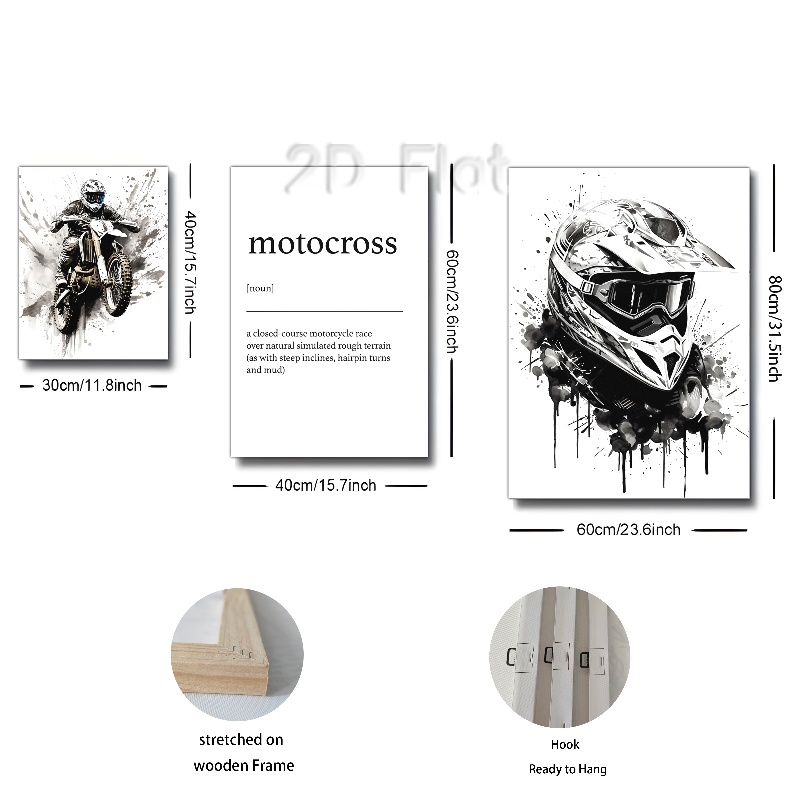 2D Flat
motocross
[noun]
a closed-course motorcycle race
over natural simulated rough terrain
(as with steep inclines, hairpin turns
and mud)
40cm/15.7inch
30cm/11.8inch
60cm/23.6inch
40cm/15.7inch
80cm/31.5inch
60cm/23.6inch
stretched on
wooden Frame
Hook
Ready to Hang